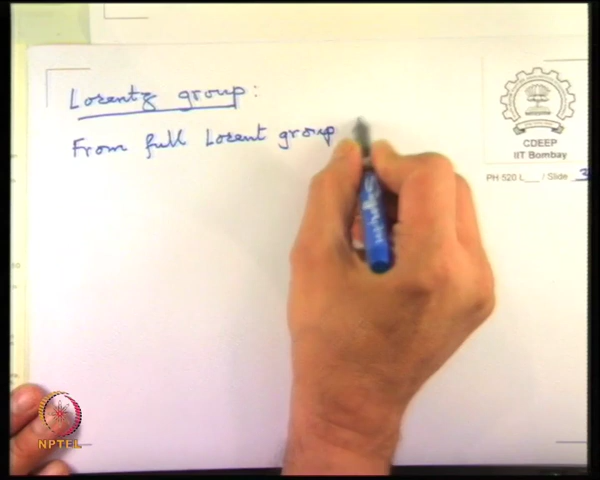 Lorentz group:
From full Lorent group
CDEEP
IIT Bombay
PH 520 L___ / Slide 3
NPTEL